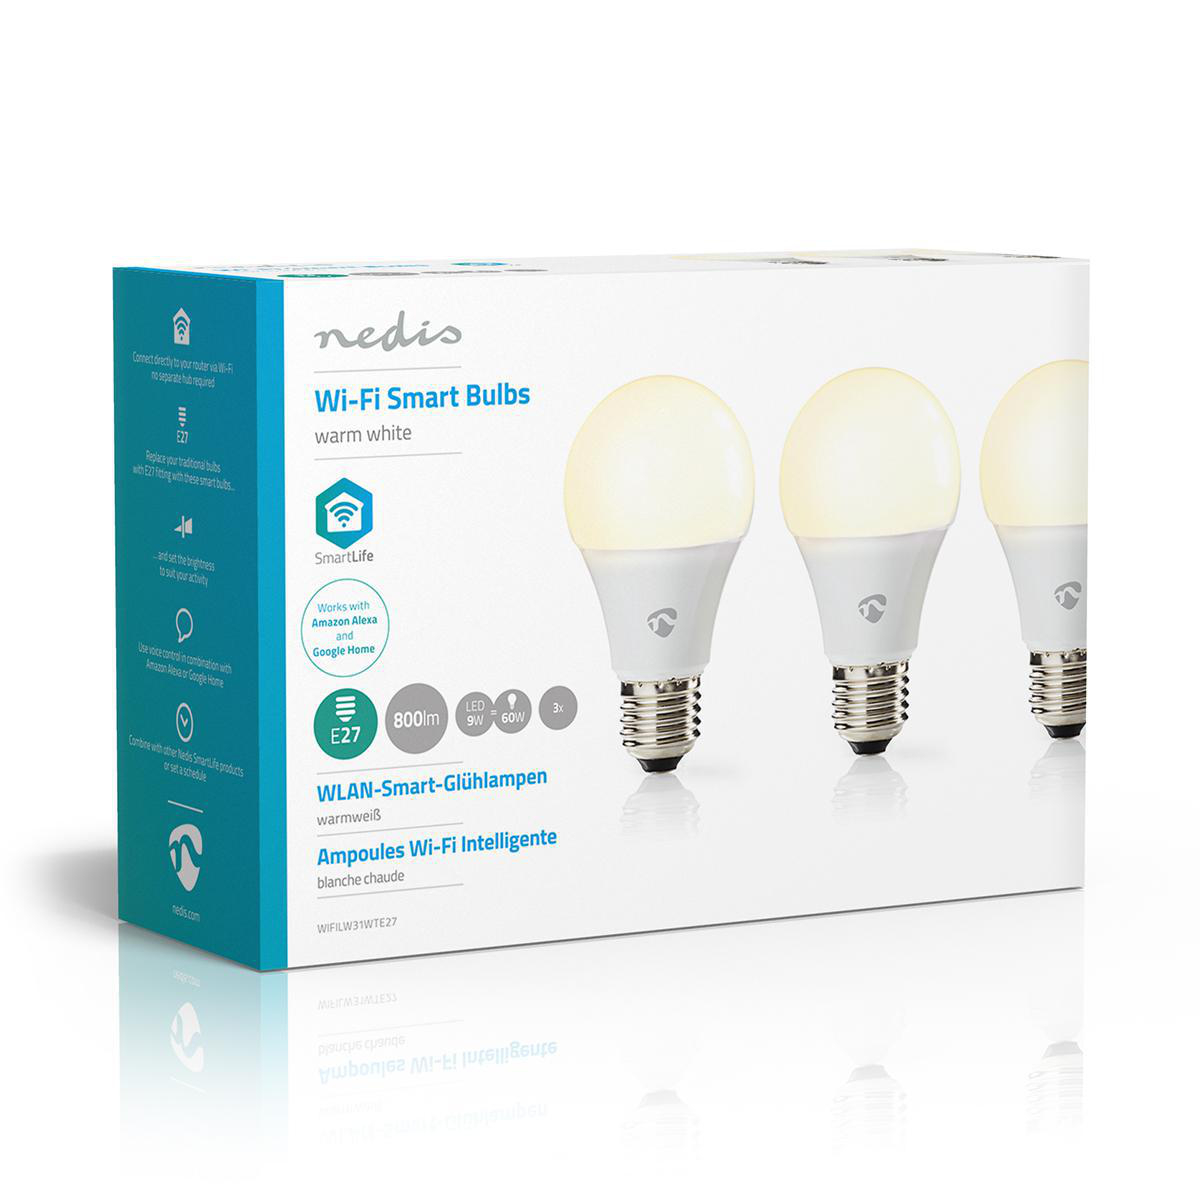 Connect directly to your router via Wi-Fi
no separate hub required
E27
Replace your traditional bulbs
with E27 fitting with these smart bulbs...
...and set the brightness
to suit your activity
Use voice control in combination with
Amazon Alexa or Google Home
Combine with other Nedis SmartLife products
or set a schedule
nedis.com
nedis
Wi-Fi Smart Bulbs
warm white
SmartLife
Works with
Amazon Alexa
and
Google Home
E27
800lm
LED
9W
=
60W
3x
WLAN-Smart-Glühlampen
warmweiß
Ampoules Wi-Fi Intelligente
blanche chaude
WIFILW31WTE27